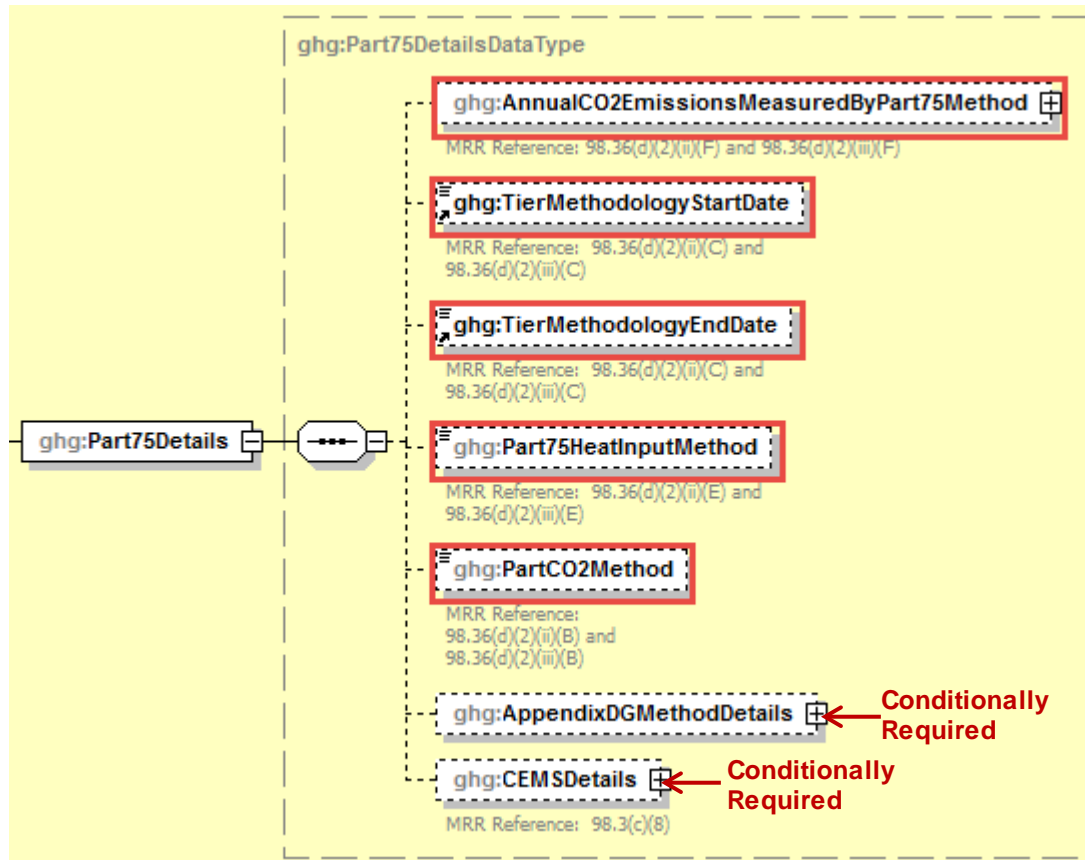 ghg:Part75DetailsDataType
ghg:AnnualCO2EmissionsMeasuredByPart75Method
MRR Reference: 98.36(d)(2)(ii)(F) and 98.36(d)(2)(iii)(F)
ghg:TierMethodologyStartDate
MRR Reference: 98.36(d)(2)(ii)(C) and
98.36(d)(2)(iii)(C)
ghg:TierMethodologyEndDate
MRR Reference: 98.36(d)(2)(ii)(C) and
98.36(d)(2)(iii)(C)
ghg:Part75Details
ghg:Part75HeatInputMethod
MRR Reference: 98.36(d)(2)(ii)(E) and
98.36(d)(2)(iii)(E)
ghg:PartCO2Method
MRR Reference:
98.36(d)(2)(ii)(B) and
98.36(d)(2)(iii)(B)
ghg:AppendixDGMethodDetails
Conditionally
Required
ghg:CEMSDetails
Conditionally
Required
MRR Reference: 98.3(c)(8)